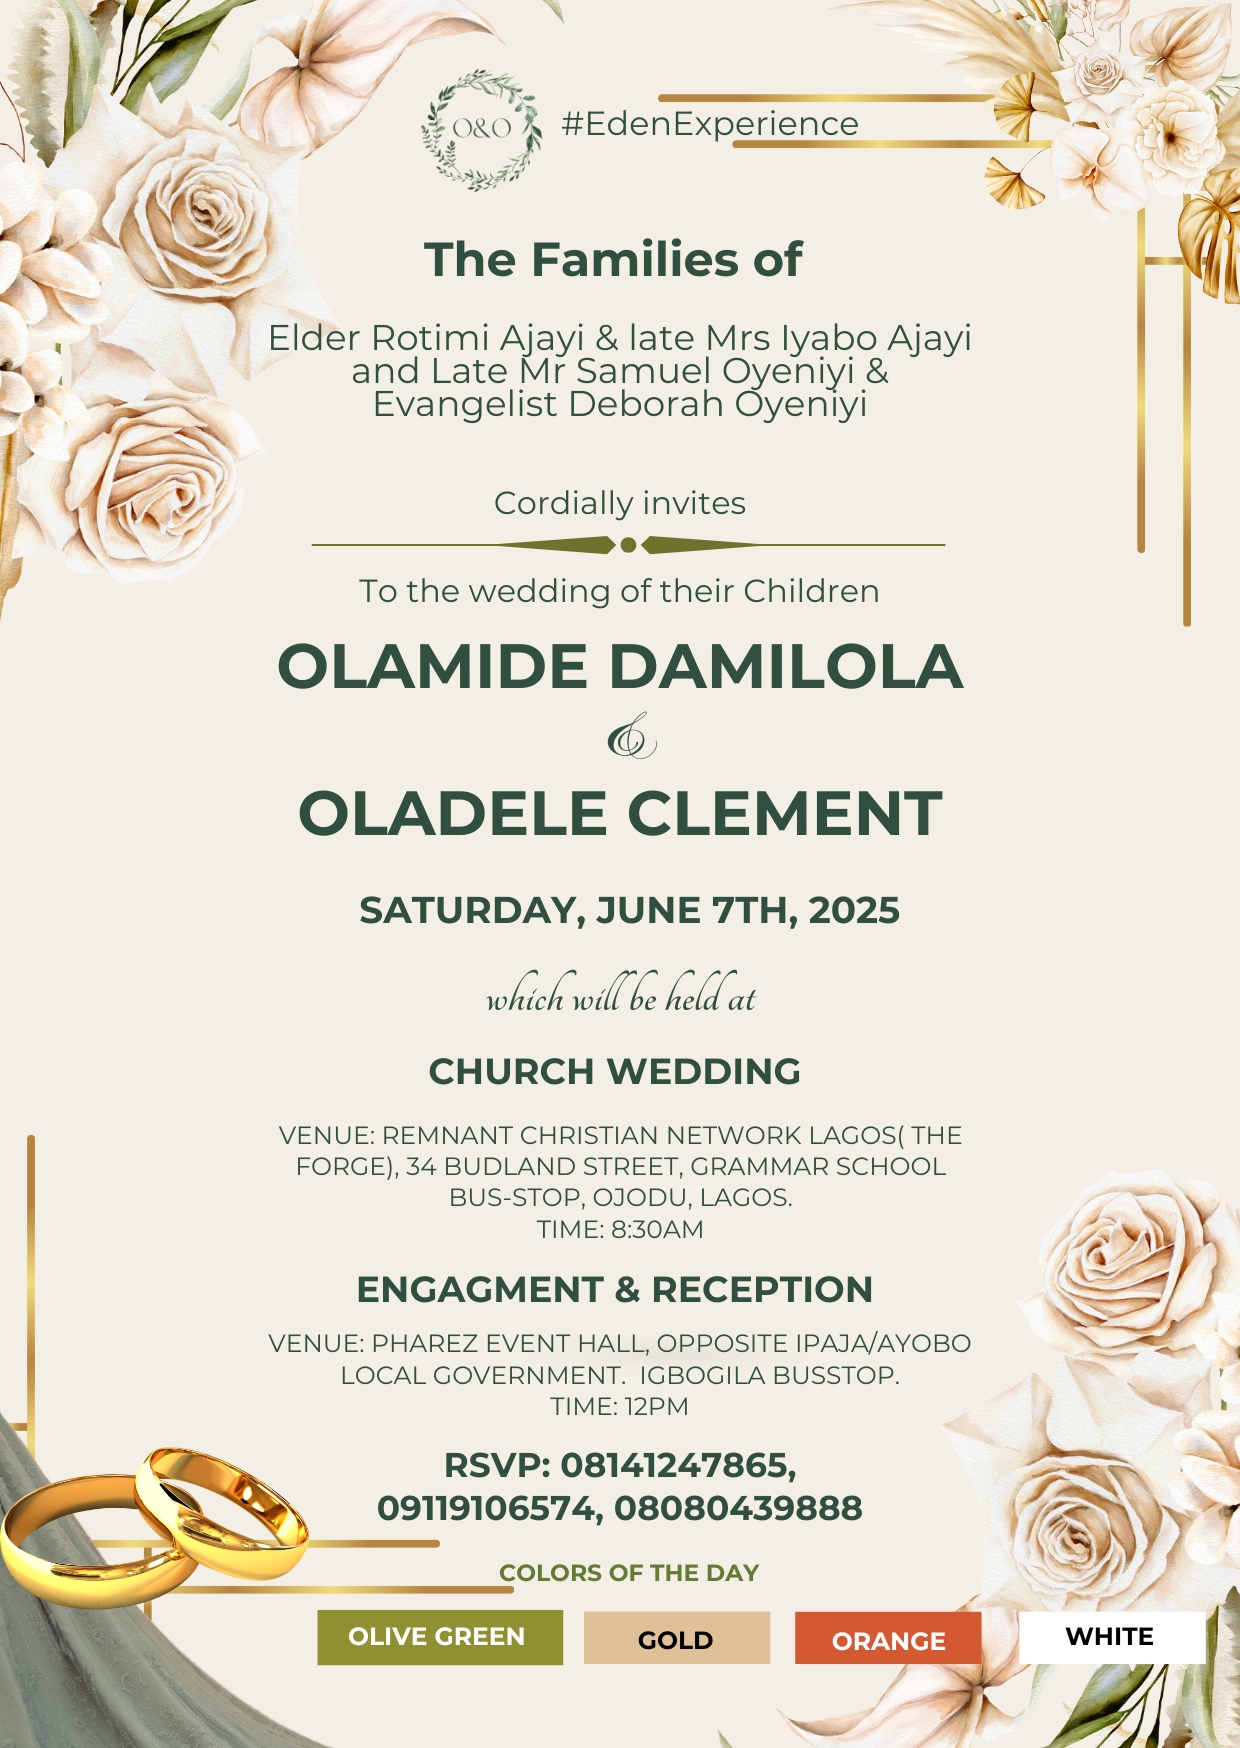 O&O
#EdenExperience
The Families of
Elder Rotimi Ajayi & late Mrs Iyabo Ajayi
and Late Mr Samuel Oyeniyi &
Evangelist Deborah Oyeniyi
Cordially invites
To the wedding of their Children
OLAMIDE DAMILOLA
&
OLADELE CLEMENT
SATURDAY, JUNE 7TH, 2025
which will be held at
CHURCH WEDDING
VENUE: REMNANT CHRISTIAN NETWORK LAGOS( THE
FORGE), 34 BUDLAND STREET, GRAMMAR SCHOOL
BUS-STOP, OJODU, LAGOS.
TIME: 8:30AM
ENGAGMENT & RECEPTION
VENUE: PHAREZ EVENT HALL, OPPOSITE IPAJA/AYOBO
LOCAL GOVERNMENT.  IGBOGILA BUSSTOP.
TIME: 12PM
RSVP: 08141247865,
09119106574, 08080439888
COLORS OF THE DAY
OLIVE GREEN
GOLD
ORANGE
WHITE